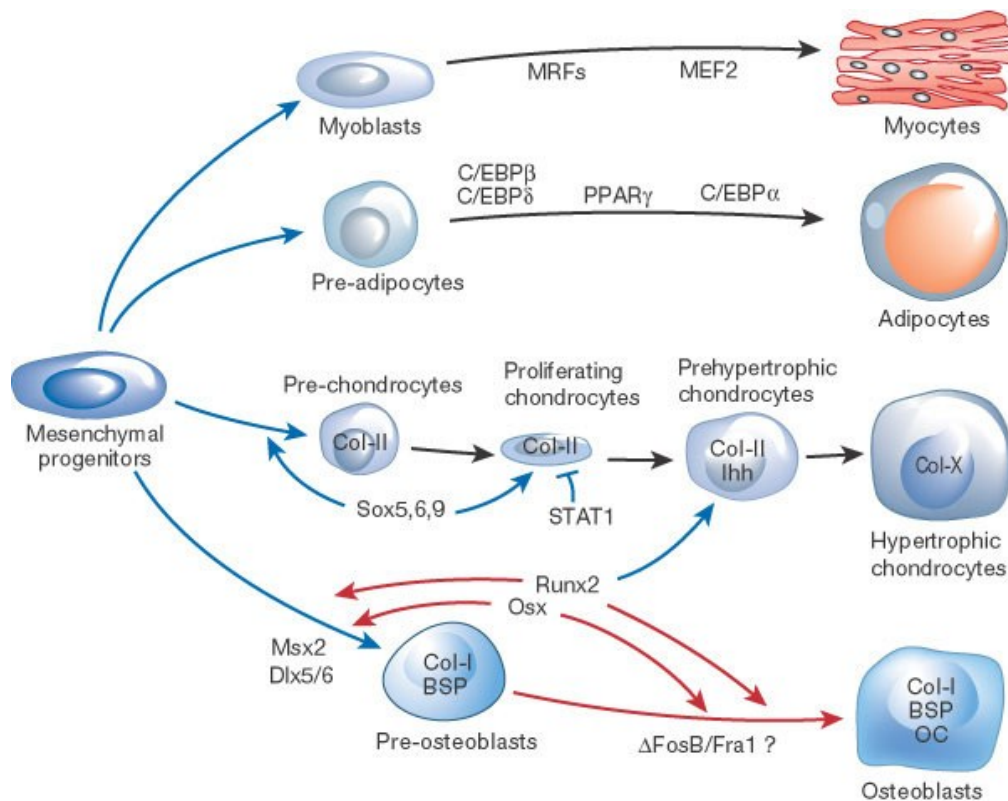 MRFs
MEF2
Myoblasts
Myocytes
C/EBPβ
C/EBPδ
PPARγ
C/EBPα
Pre-adipocytes
Adipocytes
Mesenchymal
progenitors
Pre-chondrocytes
Proliferating
chondrocytes
Prehypertrophic
chondrocytes
Col-II
Col-II
Col-II
Ihh
Col-X
Sox5,6,9
STAT1
Hypertrophic
chondrocytes
Runx2
Osx
Msx2
Dlx5/6
Col-I
BSP
Pre-osteoblasts
ΔFosB/Fra1 ?
Col-I
BSP
OC
Osteoblasts